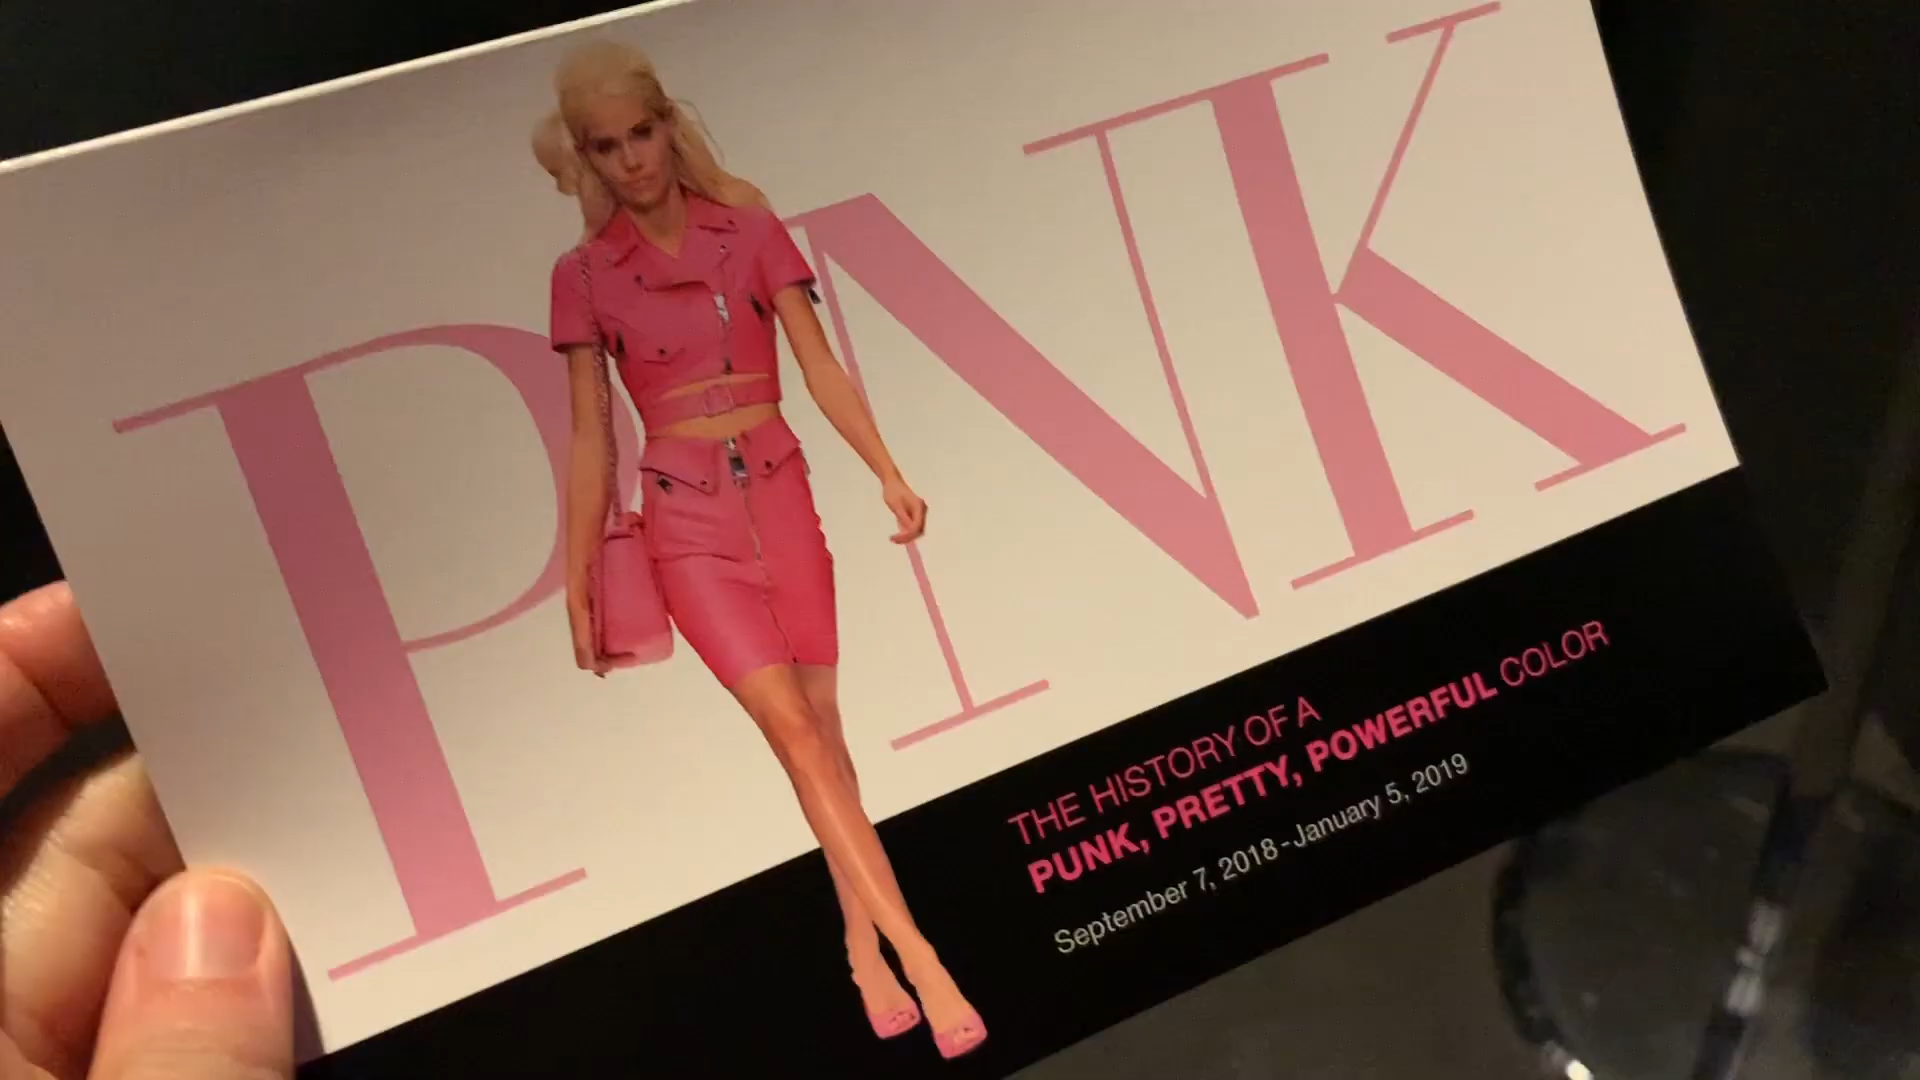 PINK
THE HISTORY OF A
PUNK, PRETTY, POWERFUL COLOR
September 7, 2018-January 5, 2019